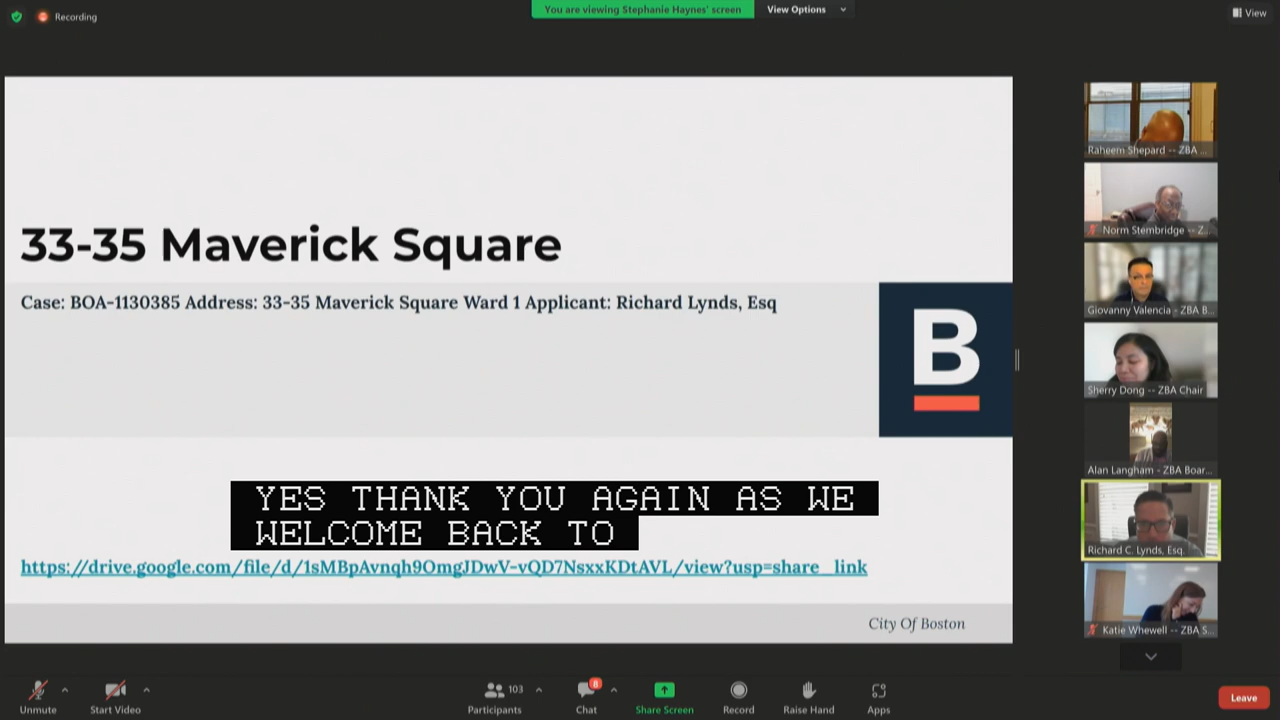 Recording
You are viewing Stephanie Haynes' screen
View Options
View
33-35 Maverick Square
Case: BOA-1130385 Address: 33-35 Maverick Square Ward 1 Applicant: Richard Lynds, Esq
B
YES THANK YOU AGAIN AS WE
WELCOME BACK TO
https://drive.google.com/file/d/1sMBpAvnqh9OmgJDwV-vQD7NsxxKDtAVL/view?usp=share_link
City Of Boston
Raheem Shepard -- ZBA ...
Norm Stembridge -- Z...
Giovanny Valencia - ZBA B...
Sherry Dong -- ZBA Chair
Alan Langham - ZBA Boar...
Richard C. Lynds, Esq.
Katie Whewell -- ZBA S...
Unmute
Start Video
103
Participants
8
Chat
Share Screen
Record
Raise Hand
Apps
Leave